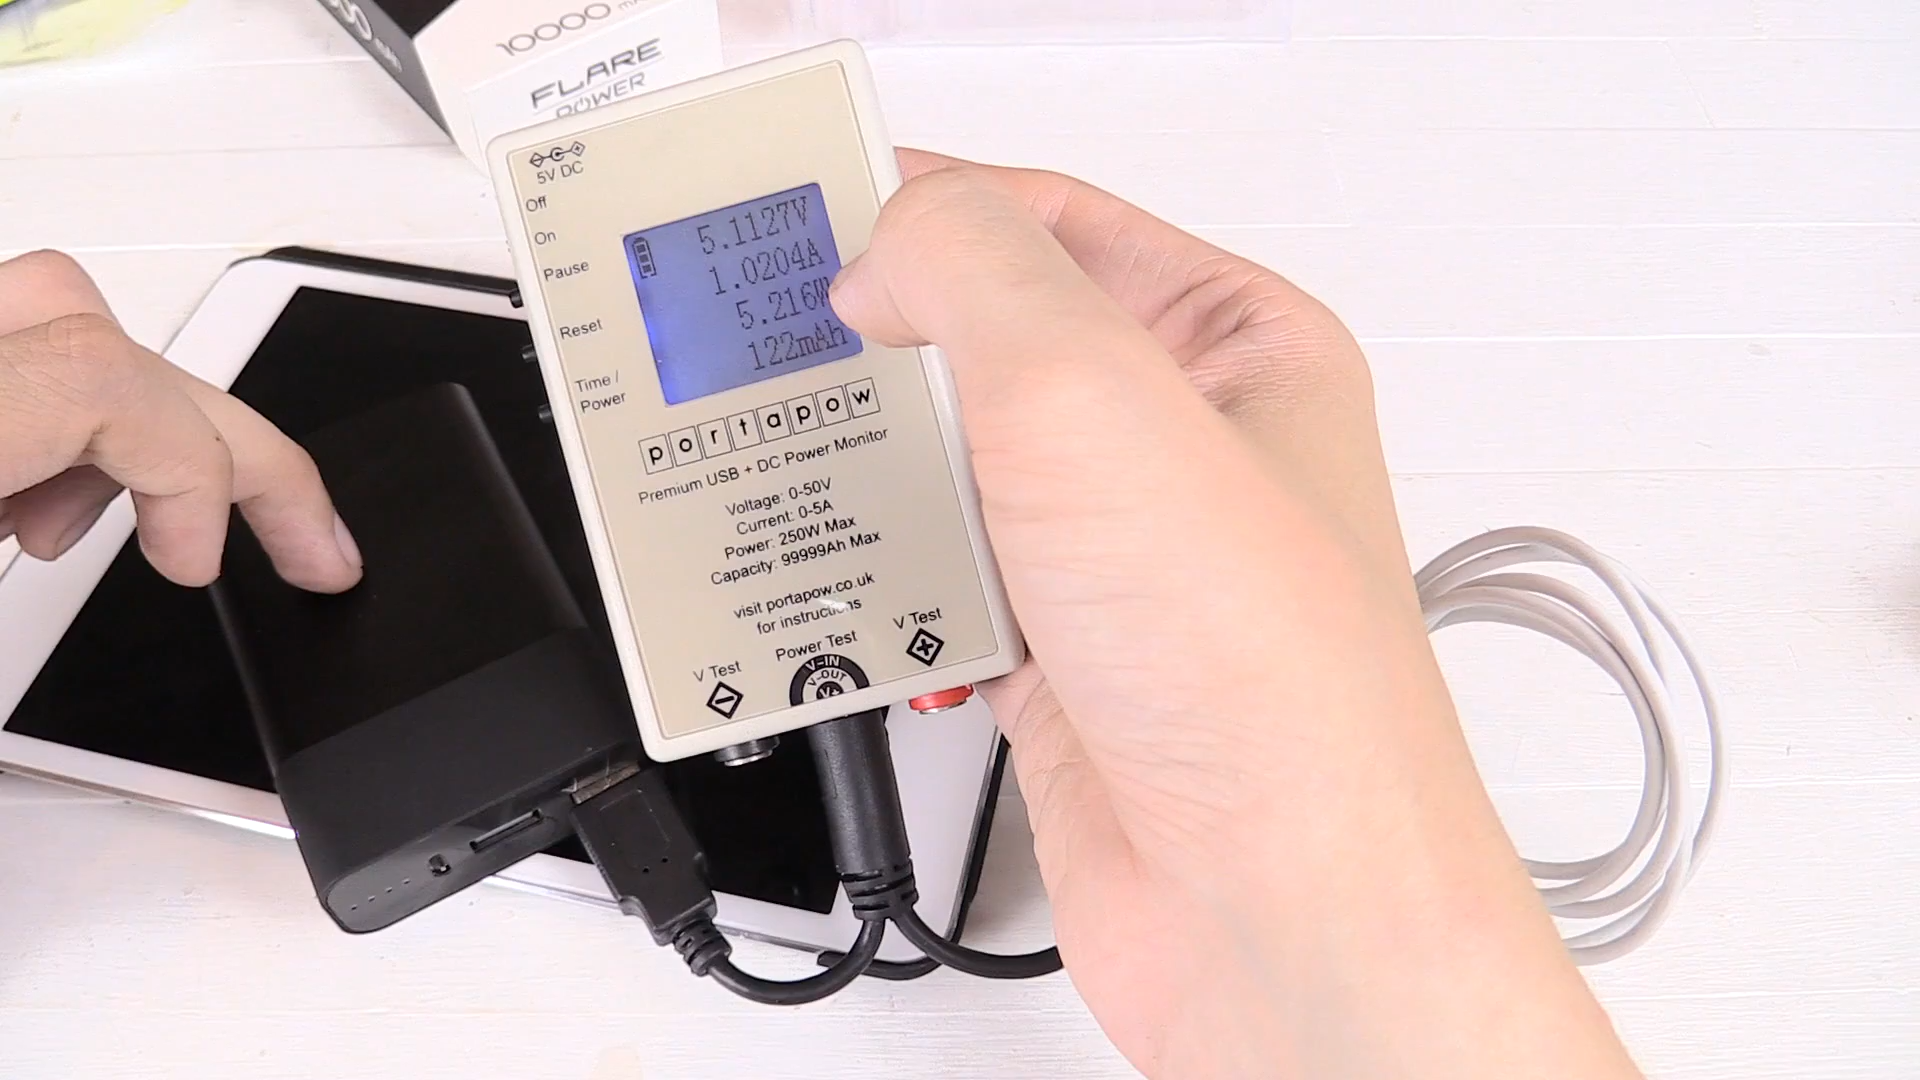 10000
FLARE
POWER
5V DC
Off
On
Pause
Reset
Time /
Power
5.1127V
1.0204A
5.216W
122mAh
portapow
Premium USB + DC Power Monitor
Voltage: 0-50V
Current: 0-5A
Power: 250W Max
Capacity: 99999Ah Max
visit portapow.co.uk
for instructions
Power Test
V Test
V Test
V-IN
V-OUT
V+